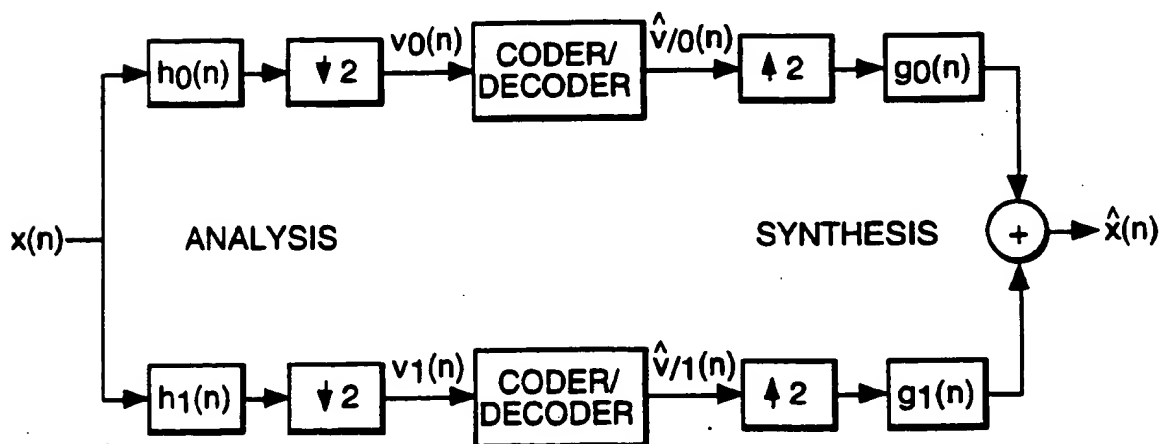 h0(n)
↓2
v0(n)
CODER/
DECODER
v̂/0(n)
↑2
g0(n)
x(n)
ANALYSIS
SYNTHESIS
+
x̂(n)
h1(n)
↓2
v1(n)
CODER/
DECODER
v̂/1(n)
↑2
g1(n)